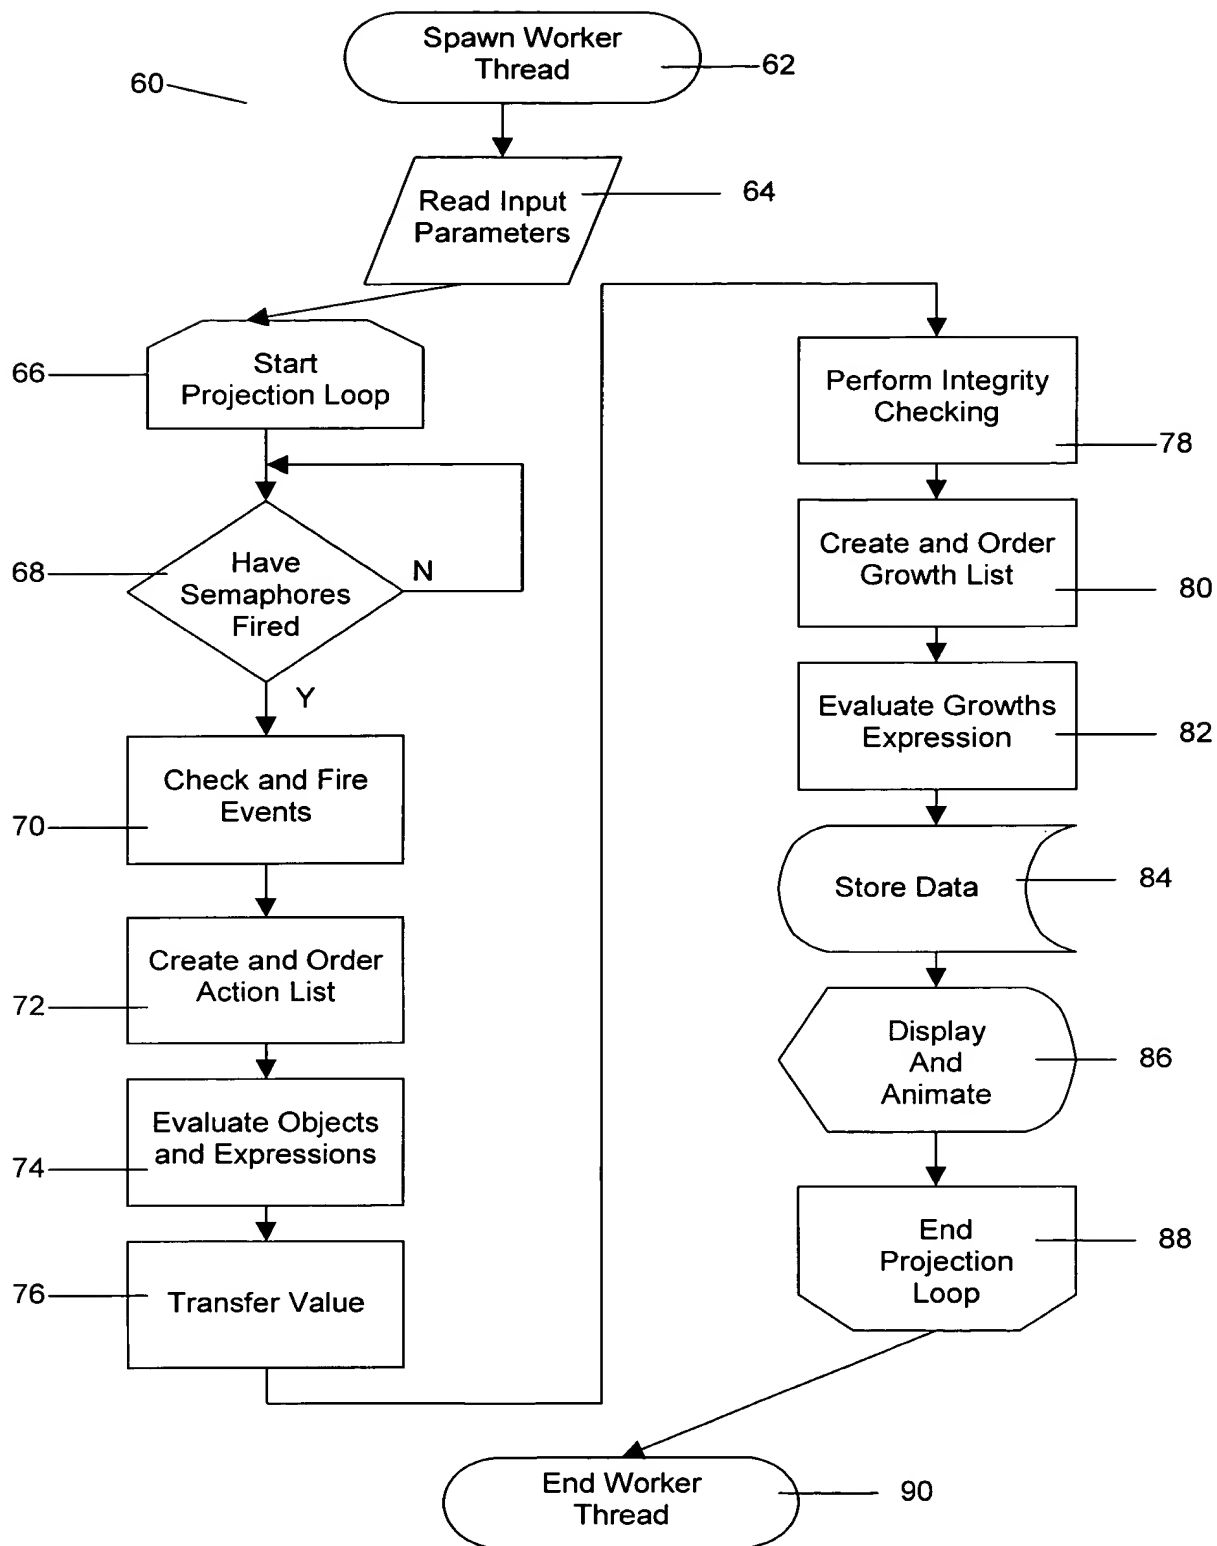 Spawn Worker
Thread
62
60
Read Input
Parameters
64
Start
Projection Loop
66
Have
Semaphores
Fired
68
N
Y
Check and Fire
Events
70
Create and Order
Action List
72
Evaluate Objects
and Expressions
74
Transfer Value
76
Perform Integrity
Checking
78
Create and Order
Growth List
80
Evaluate Growths
Expression
82
Store Data
84
Display
And
Animate
86
End
Projection
Loop
88
End Worker
Thread
90